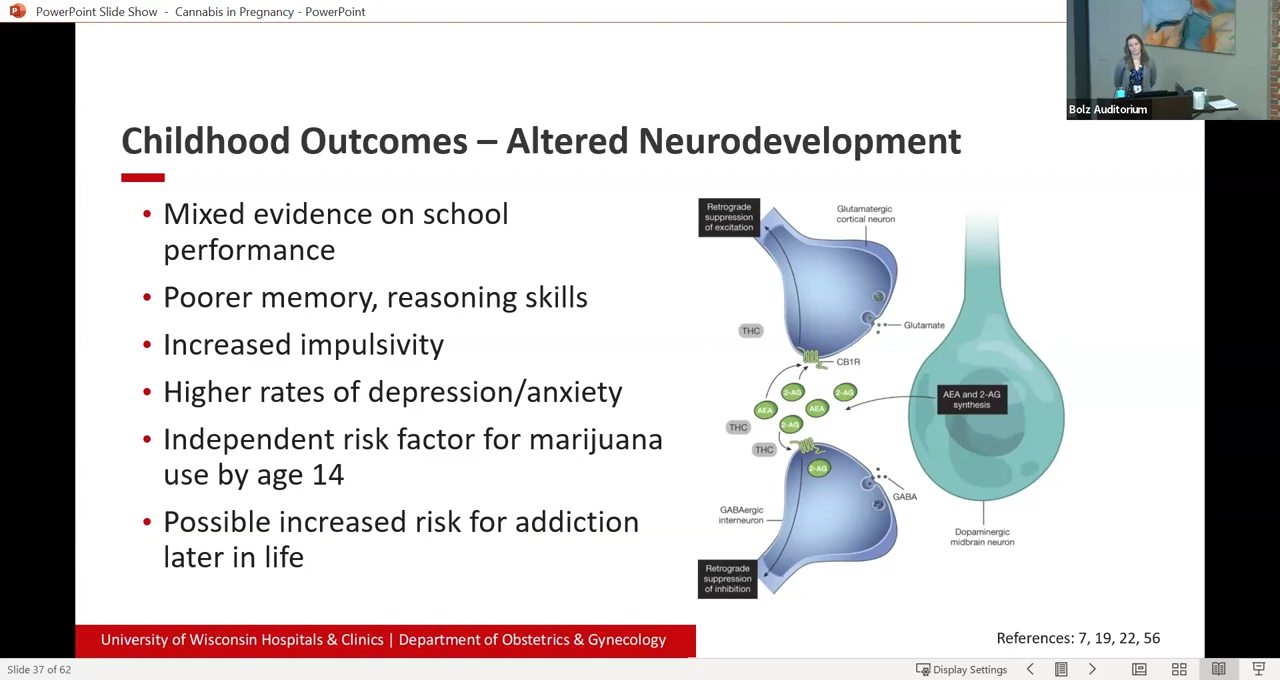 PowerPoint Slide Show - Cannabis in Pregnancy - PowerPoint
Bolz Auditorium
Childhood Outcomes – Altered Neurodevelopment
• Mixed evidence on school
performance
• Poorer memory, reasoning skills
• Increased impulsivity
• Higher rates of depression/anxiety
• Independent risk factor for marijuana
use by age 14
• Possible increased risk for addiction
later in life
Retrograde
suppression
of excitation
Glutamatergic
cortical neuron
THC
Glutamate
CB1R
2-AG
2-AG
AEA
AEA
2-AG
AEA and 2-AG
synthesis
THC
THC
2-AG
GABA
GABAergic
interneuron
Dopaminergic
midbrain neuron
Retrograde
suppression
of inhibition
University of Wisconsin Hospitals & Clinics | Department of Obstetrics & Gynecology
References: 7, 19, 22, 56
Slide 37 of 62
Display Settings